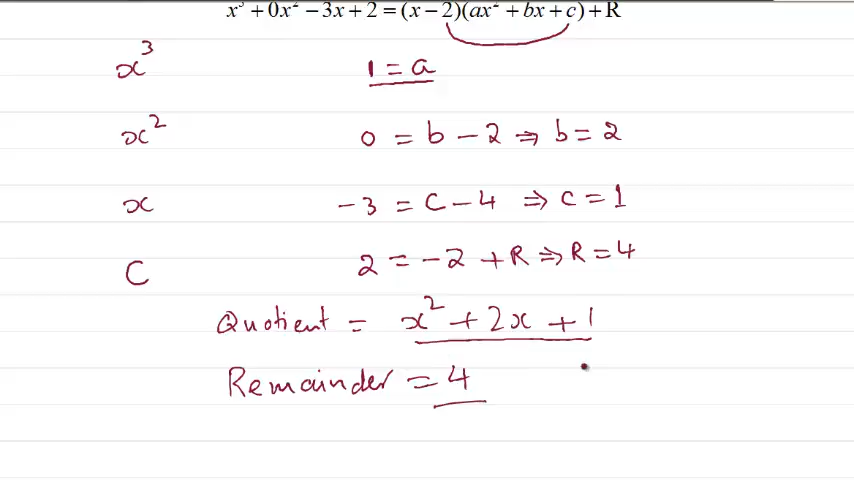 x³ + 0x² − 3x + 2 = (x − 2)(ax² + bx + c) + R
x³ 1 = a
x² 0 = b − 2 ⇒ b = 2
x −3 = c − 4 ⇒ c = 1
C 2 = −2 + R ⇒ R = 4
Quotient = x² + 2x + 1
Remainder = 4